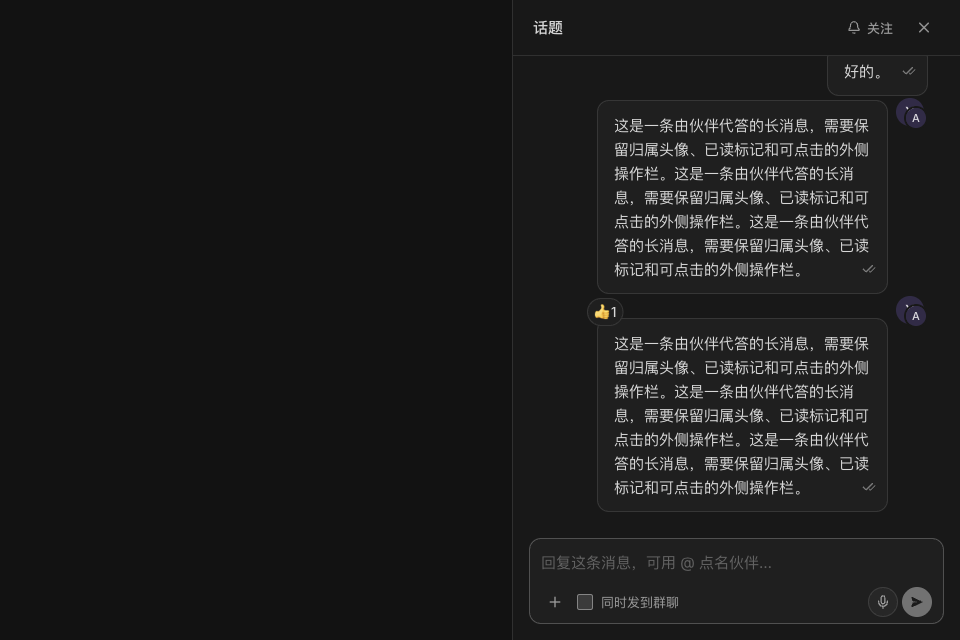 话题
关注
好的。
这是一条由伙伴代答的长消息，需要保
留归属头像、已读标记和可点击的外侧
操作栏。这是一条由伙伴代答的长消
息，需要保留归属头像、已读标记和可
点击的外侧操作栏。这是一条由伙伴代
答的长消息，需要保留归属头像、已读
标记和可点击的外侧操作栏。
A
👍1
A
这是一条由伙伴代答的长消息，需要保
留归属头像、已读标记和可点击的外侧
操作栏。这是一条由伙伴代答的长消
息，需要保留归属头像、已读标记和可
点击的外侧操作栏。这是一条由伙伴代
答的长消息，需要保留归属头像、已读
标记和可点击的外侧操作栏。
回复这条消息，可用 @ 点名伙伴...
同时发到群聊